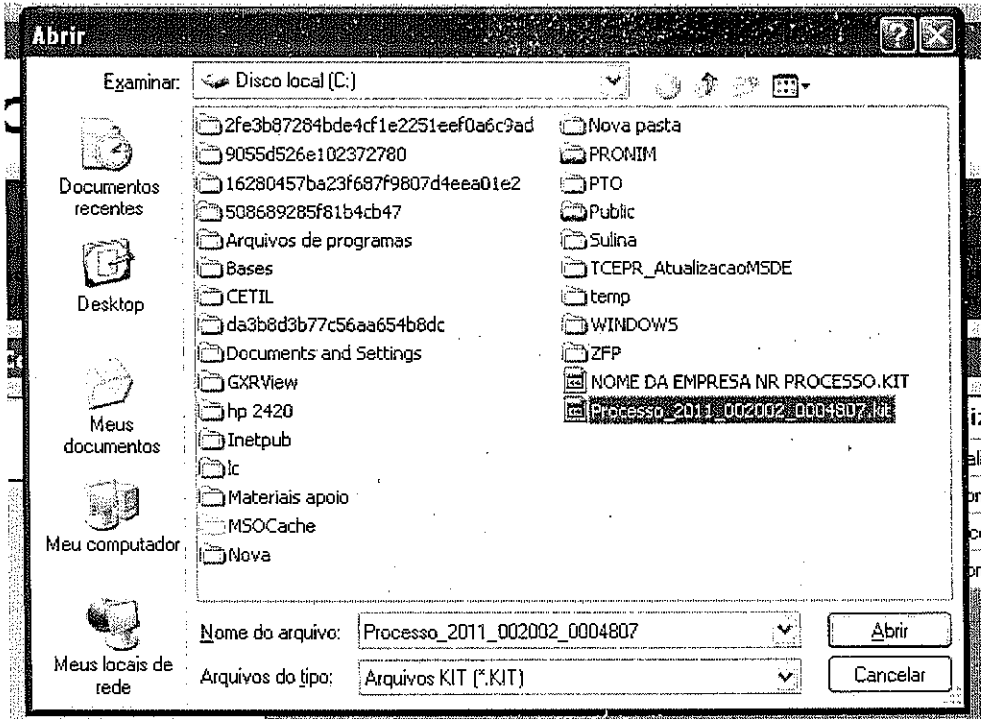 Abrir
Examinar:
Disco local (C:)
Documentos
recentes
Desktop
Meus
documentos
Meu computador
Meus locais de
rede
2fe3b87284bde4cf1e2251eef0a6c9ad
9055d526e102372780
16280457ba23f687f9807d4eea01e2
508689285f81b4cb47
Arquivos de programas
Bases
CETIL
da3b8d3b77c56aa654b8dc
Documents and Settings
GXRView
hp 2420
Inetpub
lc
Materiais apoio
MSOCache
Nova
Nova pasta
PRONIM
PTO
Public
Sulina
TCEPR_AtualizacaoMSDE
temp
WINDOWS
ZFP
NOME DA EMPRESA NR PROCESSO.KIT
Processo_2011_002002_0004807.kit
Nome do arquivo:
Processo_2011_002002_0004807
Abrir
Arquivos do tipo:
Arquivos KIT (*.KIT)
Cancelar